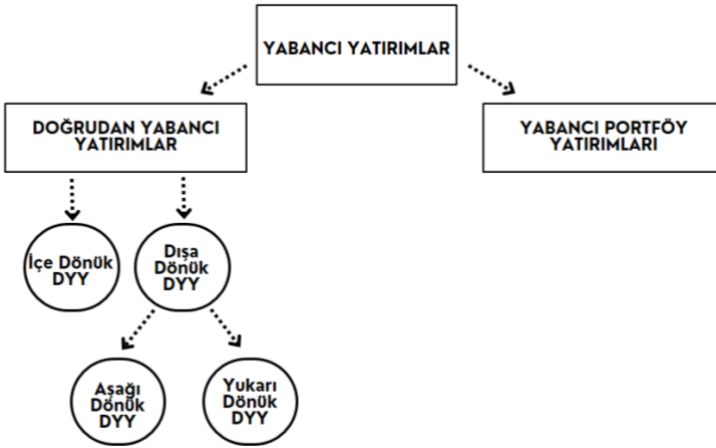 YABANCI YATIRIMLAR
DOĞRUDAN YABANCI
YATIRIMLAR
YABANCI PORTFÖY
YATIRIMLARI
İçe Dönük
DYY
Dışa
Dönük
DYY
Aşağı
Dönük
DYY
Yukarı
Dönük
DYY